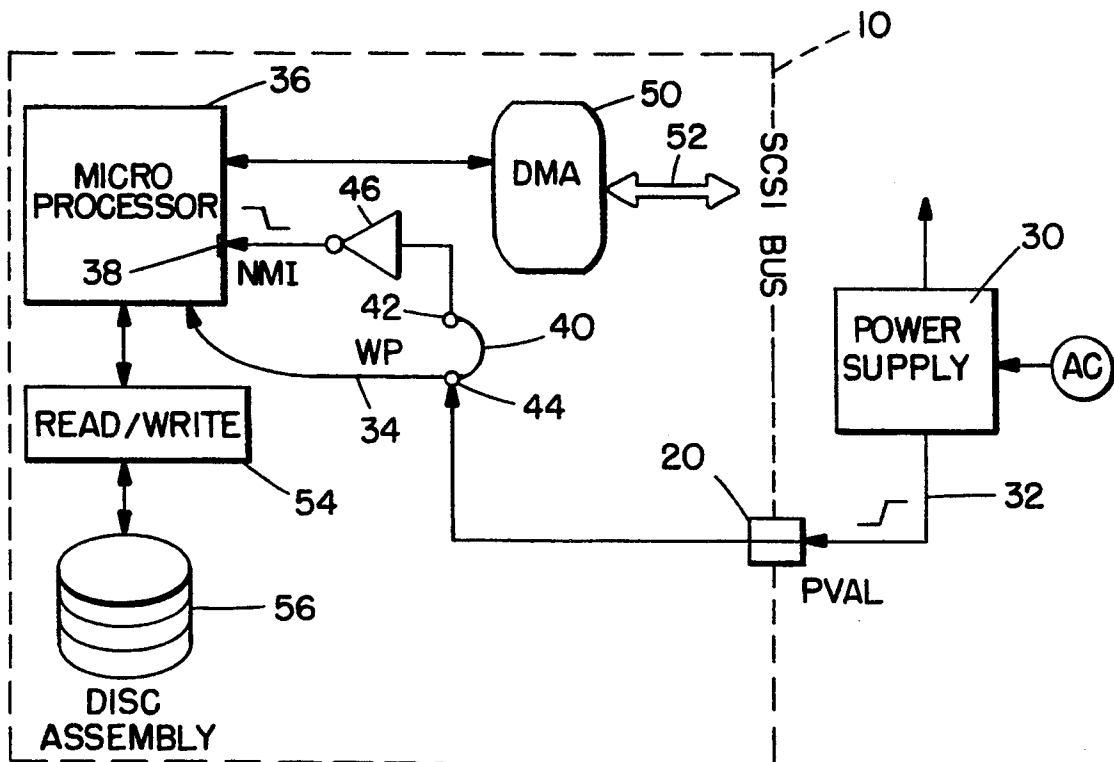 10
36
50
SCSI BUS
52
MICRO
PROCESSOR
DMA
46
30
38
NMI
42
40
POWER
SUPPLY
AC
WP
44
READ/WRITE
34
20
32
54
PVAL
56
DISC
ASSEMBLY